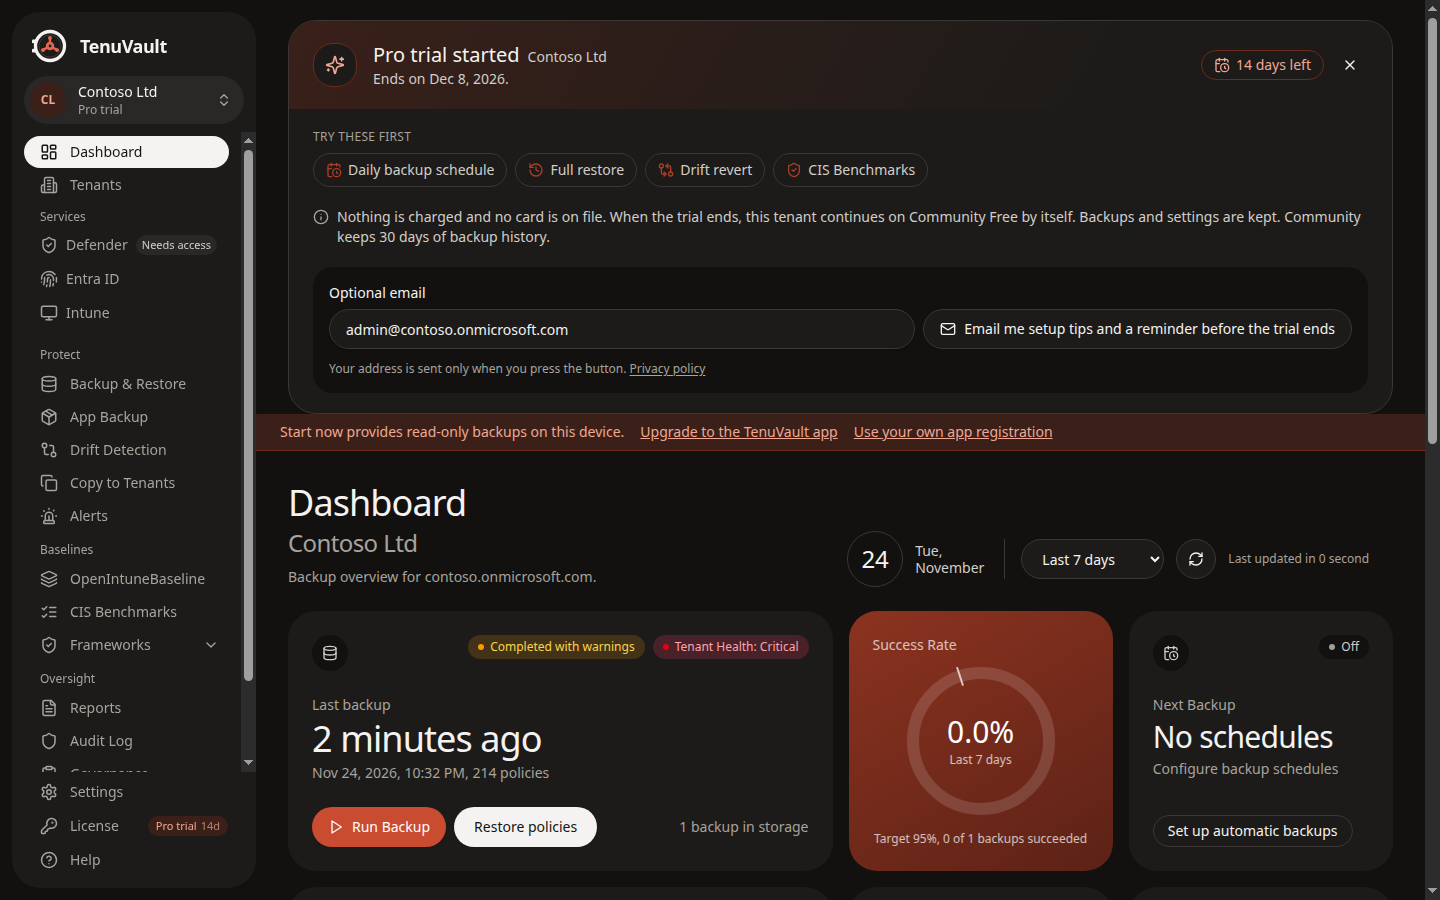 TenuVault
CL
Contoso Ltd
Pro trial
Dashboard
Tenants
Services
Defender Needs access
Entra ID
Intune
Protect
Backup & Restore
App Backup
Drift Detection
Copy to Tenants
Alerts
Baselines
OpenIntuneBaseline
CIS Benchmarks
Frameworks
Oversight
Reports
Audit Log
Settings
License Pro trial 14d
Help
Pro trial started Contoso Ltd
Ends on Dec 8, 2026.
14 days left
TRY THESE FIRST
Daily backup schedule Full restore Drift revert CIS Benchmarks
Nothing is charged and no card is on file. When the trial ends, this tenant continues on Community Free by itself. Backups and settings are kept. Community
keeps 30 days of backup history.
Optional email
admin@contoso.onmicrosoft.com Email me setup tips and a reminder before the trial ends
Your address is sent only when you press the button. Privacy policy
Start now provides read-only backups on this device. Upgrade to the TenuVault app Use your own app registration
Dashboard
Contoso Ltd
Backup overview for contoso.onmicrosoft.com.
24
Tue,
November
Last 7 days
Last updated in 0 second
Completed with warnings Tenant Health: Critical
Last backup
2 minutes ago
Nov 24, 2026, 10:32 PM, 214 policies
Run Backup Restore policies 1 backup in storage
Success Rate
0.0%
Last 7 days
Target 95%, 0 of 1 backups succeeded
Off
Next Backup
No schedules
Configure backup schedules
Set up automatic backups